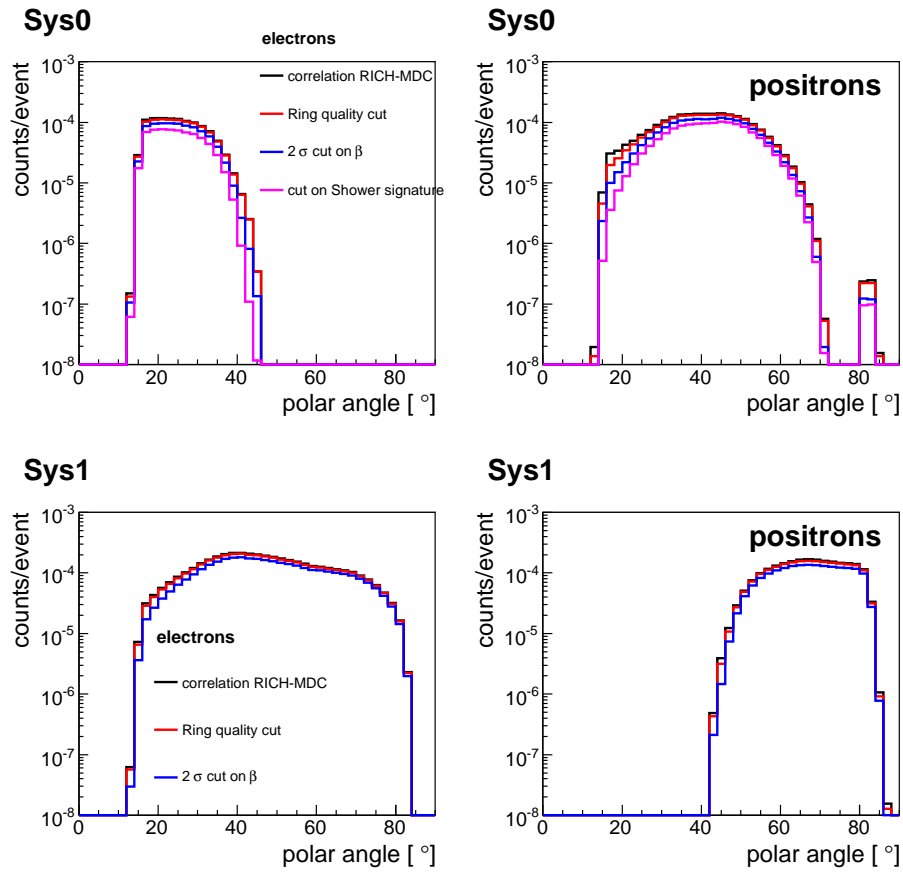 Sys0
electrons
correlation RICH-MDC
Ring quality cut
2 σ cut on β
cut on Shower signature
counts/event
10^-3
10^-4
10^-5
10^-6
10^-7
10^-8
0 20 40 60 80
polar angle [ °]
Sys0
positrons
counts/event
10^-3
10^-4
10^-5
10^-6
10^-7
10^-8
0 20 40 60 80
polar angle [ °]
Sys1
counts/event
10^-3
10^-4
10^-5
10^-6
10^-7
10^-8
electrons
correlation RICH-MDC
Ring quality cut
2 σ cut on β
0 20 40 60 80
polar angle [ °]
Sys1
positrons
counts/event
10^-3
10^-4
10^-5
10^-6
10^-7
10^-8
0 20 40 60 80
polar angle [ °]